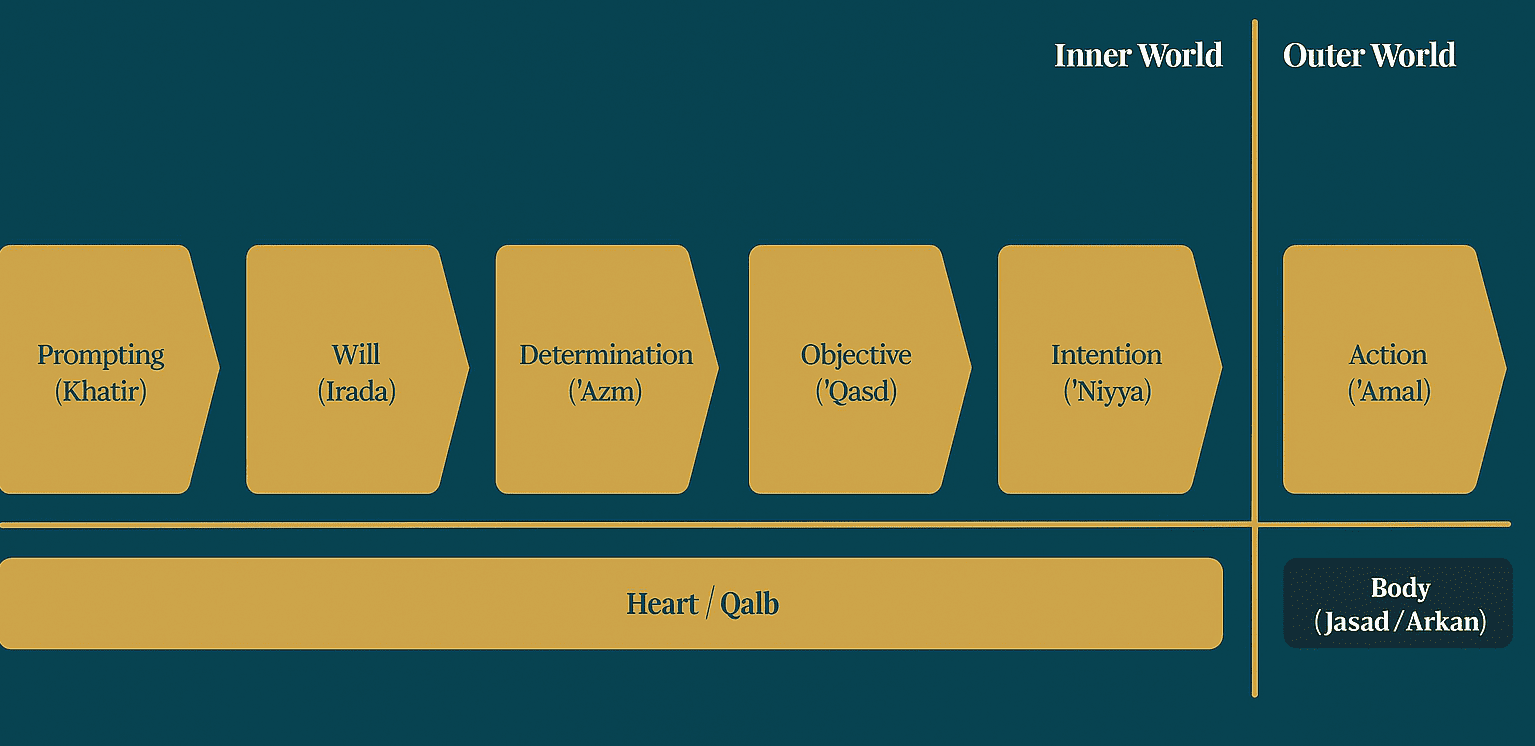 Inner World
Outer World
Prompting
(Khatir)
Will
(Irada)
Determination
('Azm)
Objective
('Qasd)
Intention
('Niyya)
Action
('Amal)
Heart / Qalb
Body
(Jasad / Arkan)